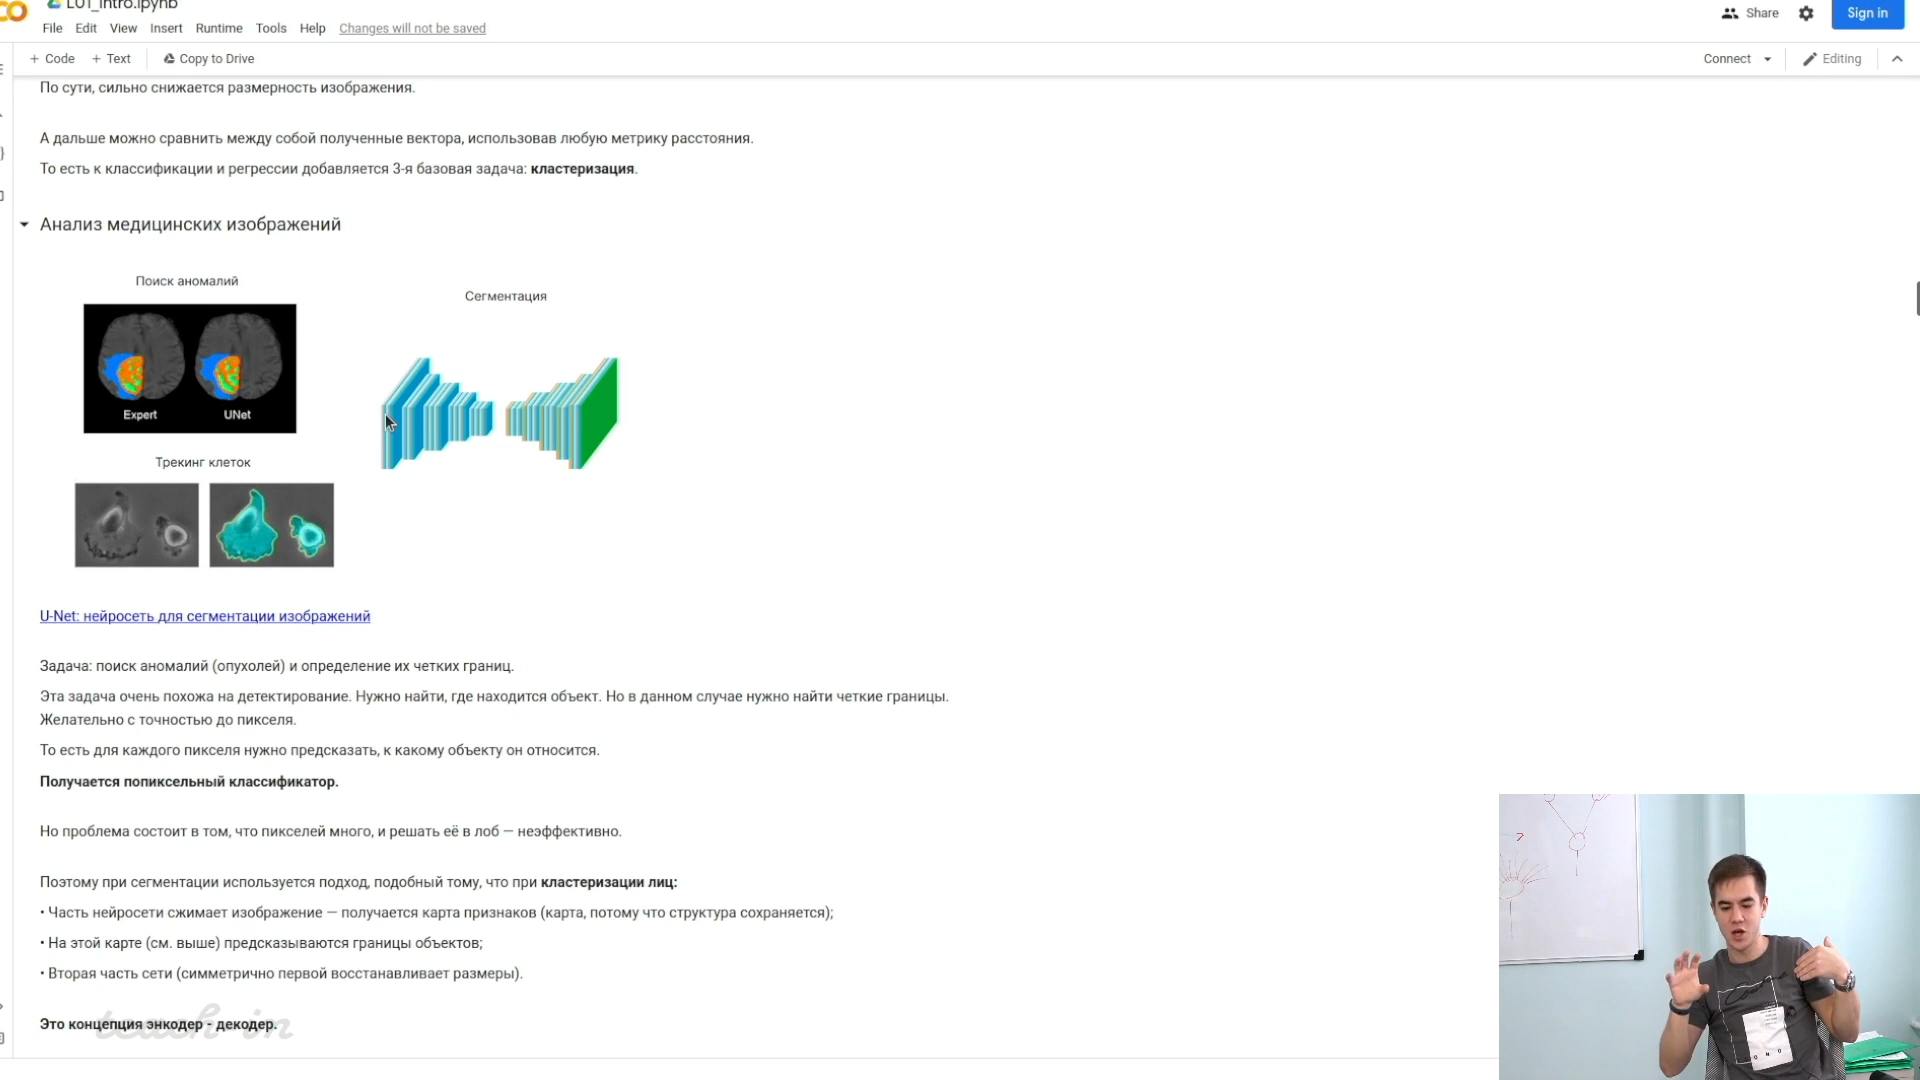 L01_Intro.ipynb
File Edit View Insert Runtime Tools Help Changes will not be saved
Share Sign in
+ Code + Text Copy to Drive
Connect Editing
По сути, сильно снижается размерность изображения.
А дальше можно сравнить между собой полученные вектора, использовав любую метрику расстояния.
То есть к классификации и регрессии добавляется 3-я базовая задача: кластеризация.
Анализ медицинских изображений
Поиск аномалий
Сегментация
Expert UNet
Трекинг клеток
U-Net: нейросеть для сегментации изображений
Задача: поиск аномалий (опухолей) и определение их четких границ.
Эта задача очень похожа на детектирование. Нужно найти, где находится объект. Но в данном случае нужно найти четкие границы.
Желательно с точностью до пикселя.
То есть для каждого пикселя нужно предсказать, к какому объекту он относится.
Получается попиксельный классификатор.
Но проблема состоит в том, что пикселей много, и решать её в лоб — неэффективно.
Поэтому при сегментации используется подход, подобный тому, что при кластеризации лиц:
• Часть нейросети сжимает изображение — получается карта признаков (карта, потому что структура сохраняется);
• На этой карте (см. выше) предсказываются границы объектов;
• Вторая часть сети (симметрично первой восстанавливает размеры).
Это концепция энкодер - декодер.
teach-in